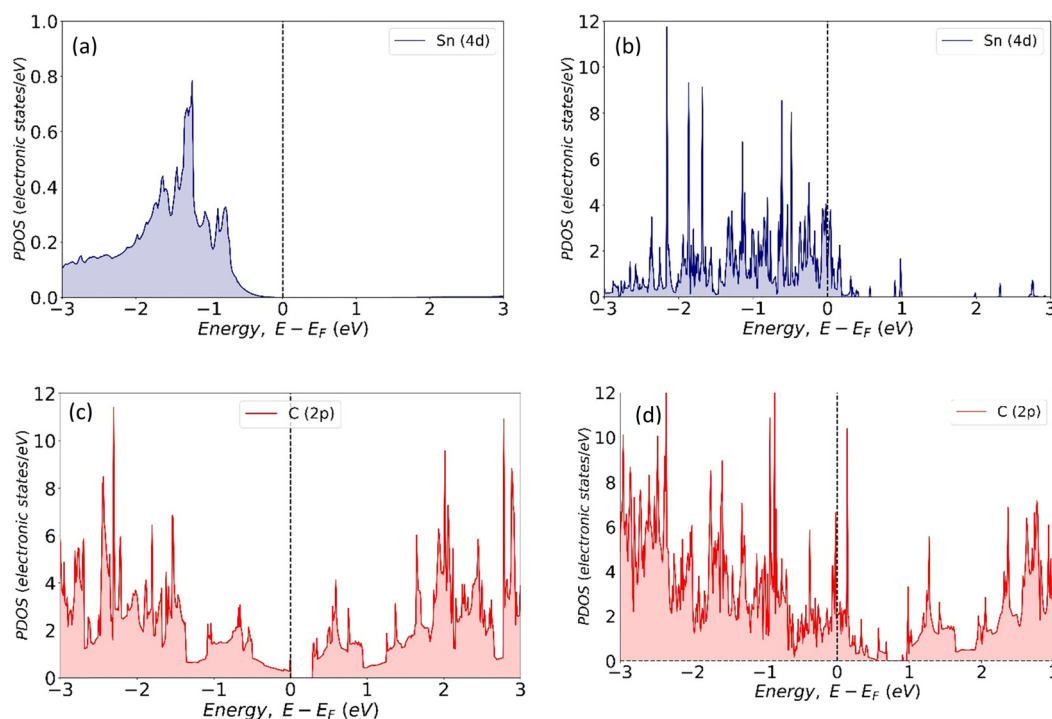 (a)
Sn (4d)
PDOS (electronic states/eV)
1.0
0.8
0.6
0.4
0.2
0.0
−3 −2 −1 0 1 2 3
Energy, E − E_F (eV)
(b)
Sn (4d)
PDOS (electronic states/eV)
12
10
8
6
4
2
0
−3 −2 −1 0 1 2 3
Energy, E − E_F (eV)
(c)
C (2p)
PDOS (electronic states/eV)
12
10
8
6
4
2
0
−3 −2 −1 0 1 2 3
Energy, E − E_F (eV)
(d)
C (2p)
PDOS (electronic states/eV)
12
10
8
6
4
2
0
−3 −2 −1 0 1 2 3
Energy, E − E_F (eV)